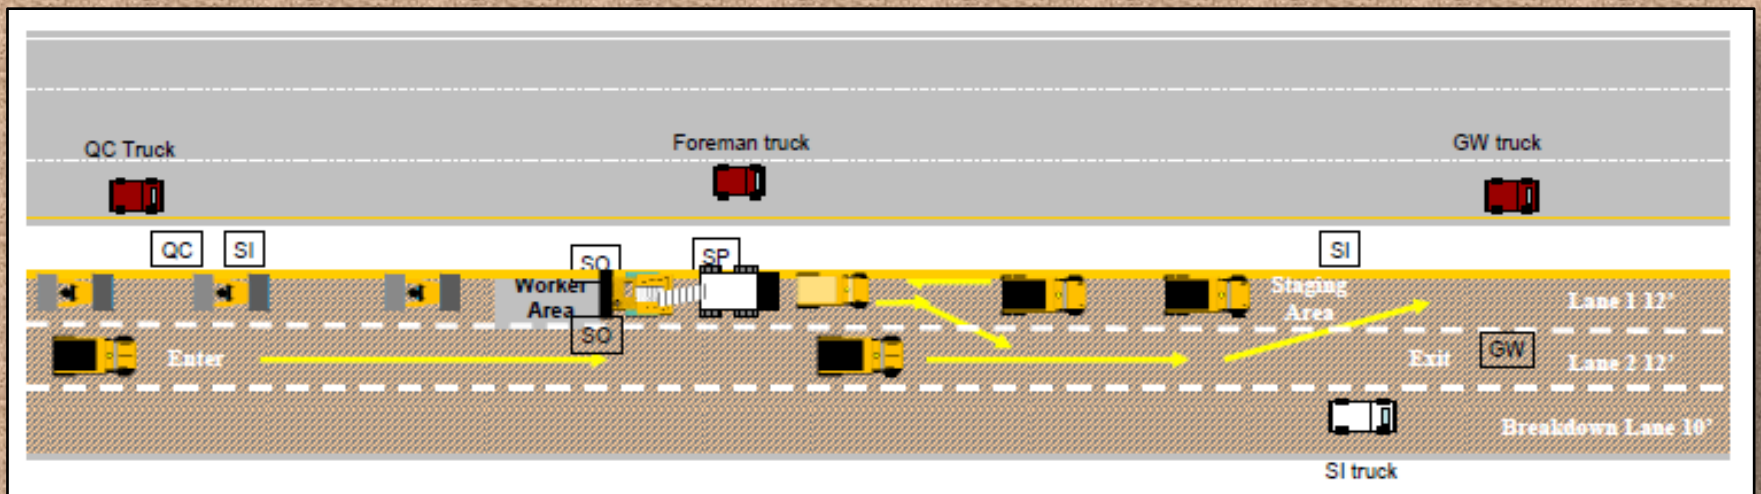 QC Truck
Foreman truck
GW truck
QC
SI
SO
SP
SI
Worker
Area
SO
Staging
Area
Lane 1 12’
Enter
Exit
GW
Lane 2 12’
Breakdown Lane 10’
SI truck